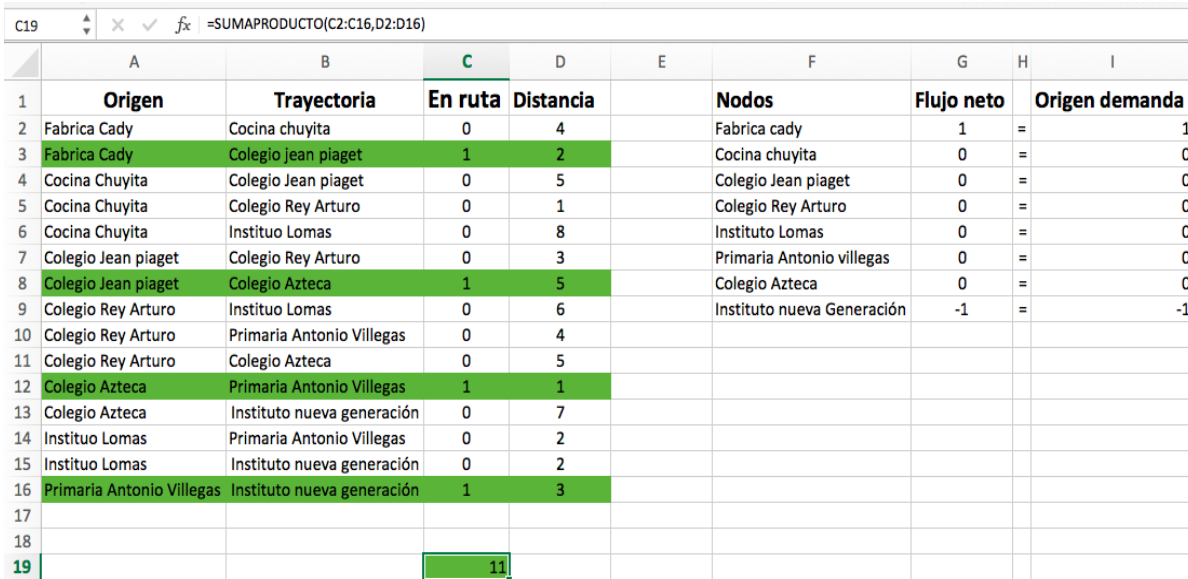 C19 fx =SUMAPRODUCTO(C2:C16,D2:D16)
A B C D E F G H I
1 Origen Trayectoria En ruta Distancia Nodos Flujo neto Origen demanda
2 Fabrica Cady Cocina chuyita 0 4 Fabrica cady 1 = 1
3 Fabrica Cady Colegio jean piaget 1 2 Cocina chuyita 0 = 0
4 Cocina Chuyita Colegio Jean piaget 0 5 Colegio Jean piaget 0 = 0
5 Cocina Chuyita Colegio Rey Arturo 0 1 Colegio Rey Arturo 0 = 0
6 Cocina Chuyita Instituo Lomas 0 8 Instituto Lomas 0 = 0
7 Colegio Jean piaget Colegio Rey Arturo 0 3 Primaria Antonio villegas 0 = 0
8 Colegio Jean piaget Colegio Azteca 1 5 Colegio Azteca 0 = 0
9 Colegio Rey Arturo Instituo Lomas 0 6 Instituto nueva Generación -1 = -1
10 Colegio Rey Arturo Primaria Antonio Villegas 0 4
11 Colegio Rey Arturo Colegio Azteca 0 5
12 Colegio Azteca Primaria Antonio Villegas 1 1
13 Colegio Azteca Instituto nueva generación 0 7
14 Instituo Lomas Primaria Antonio Villegas 0 2
15 Instituo Lomas Instituto nueva generación 0 2
16 Primaria Antonio Villegas Instituto nueva generación 1 3
17
18
19 11